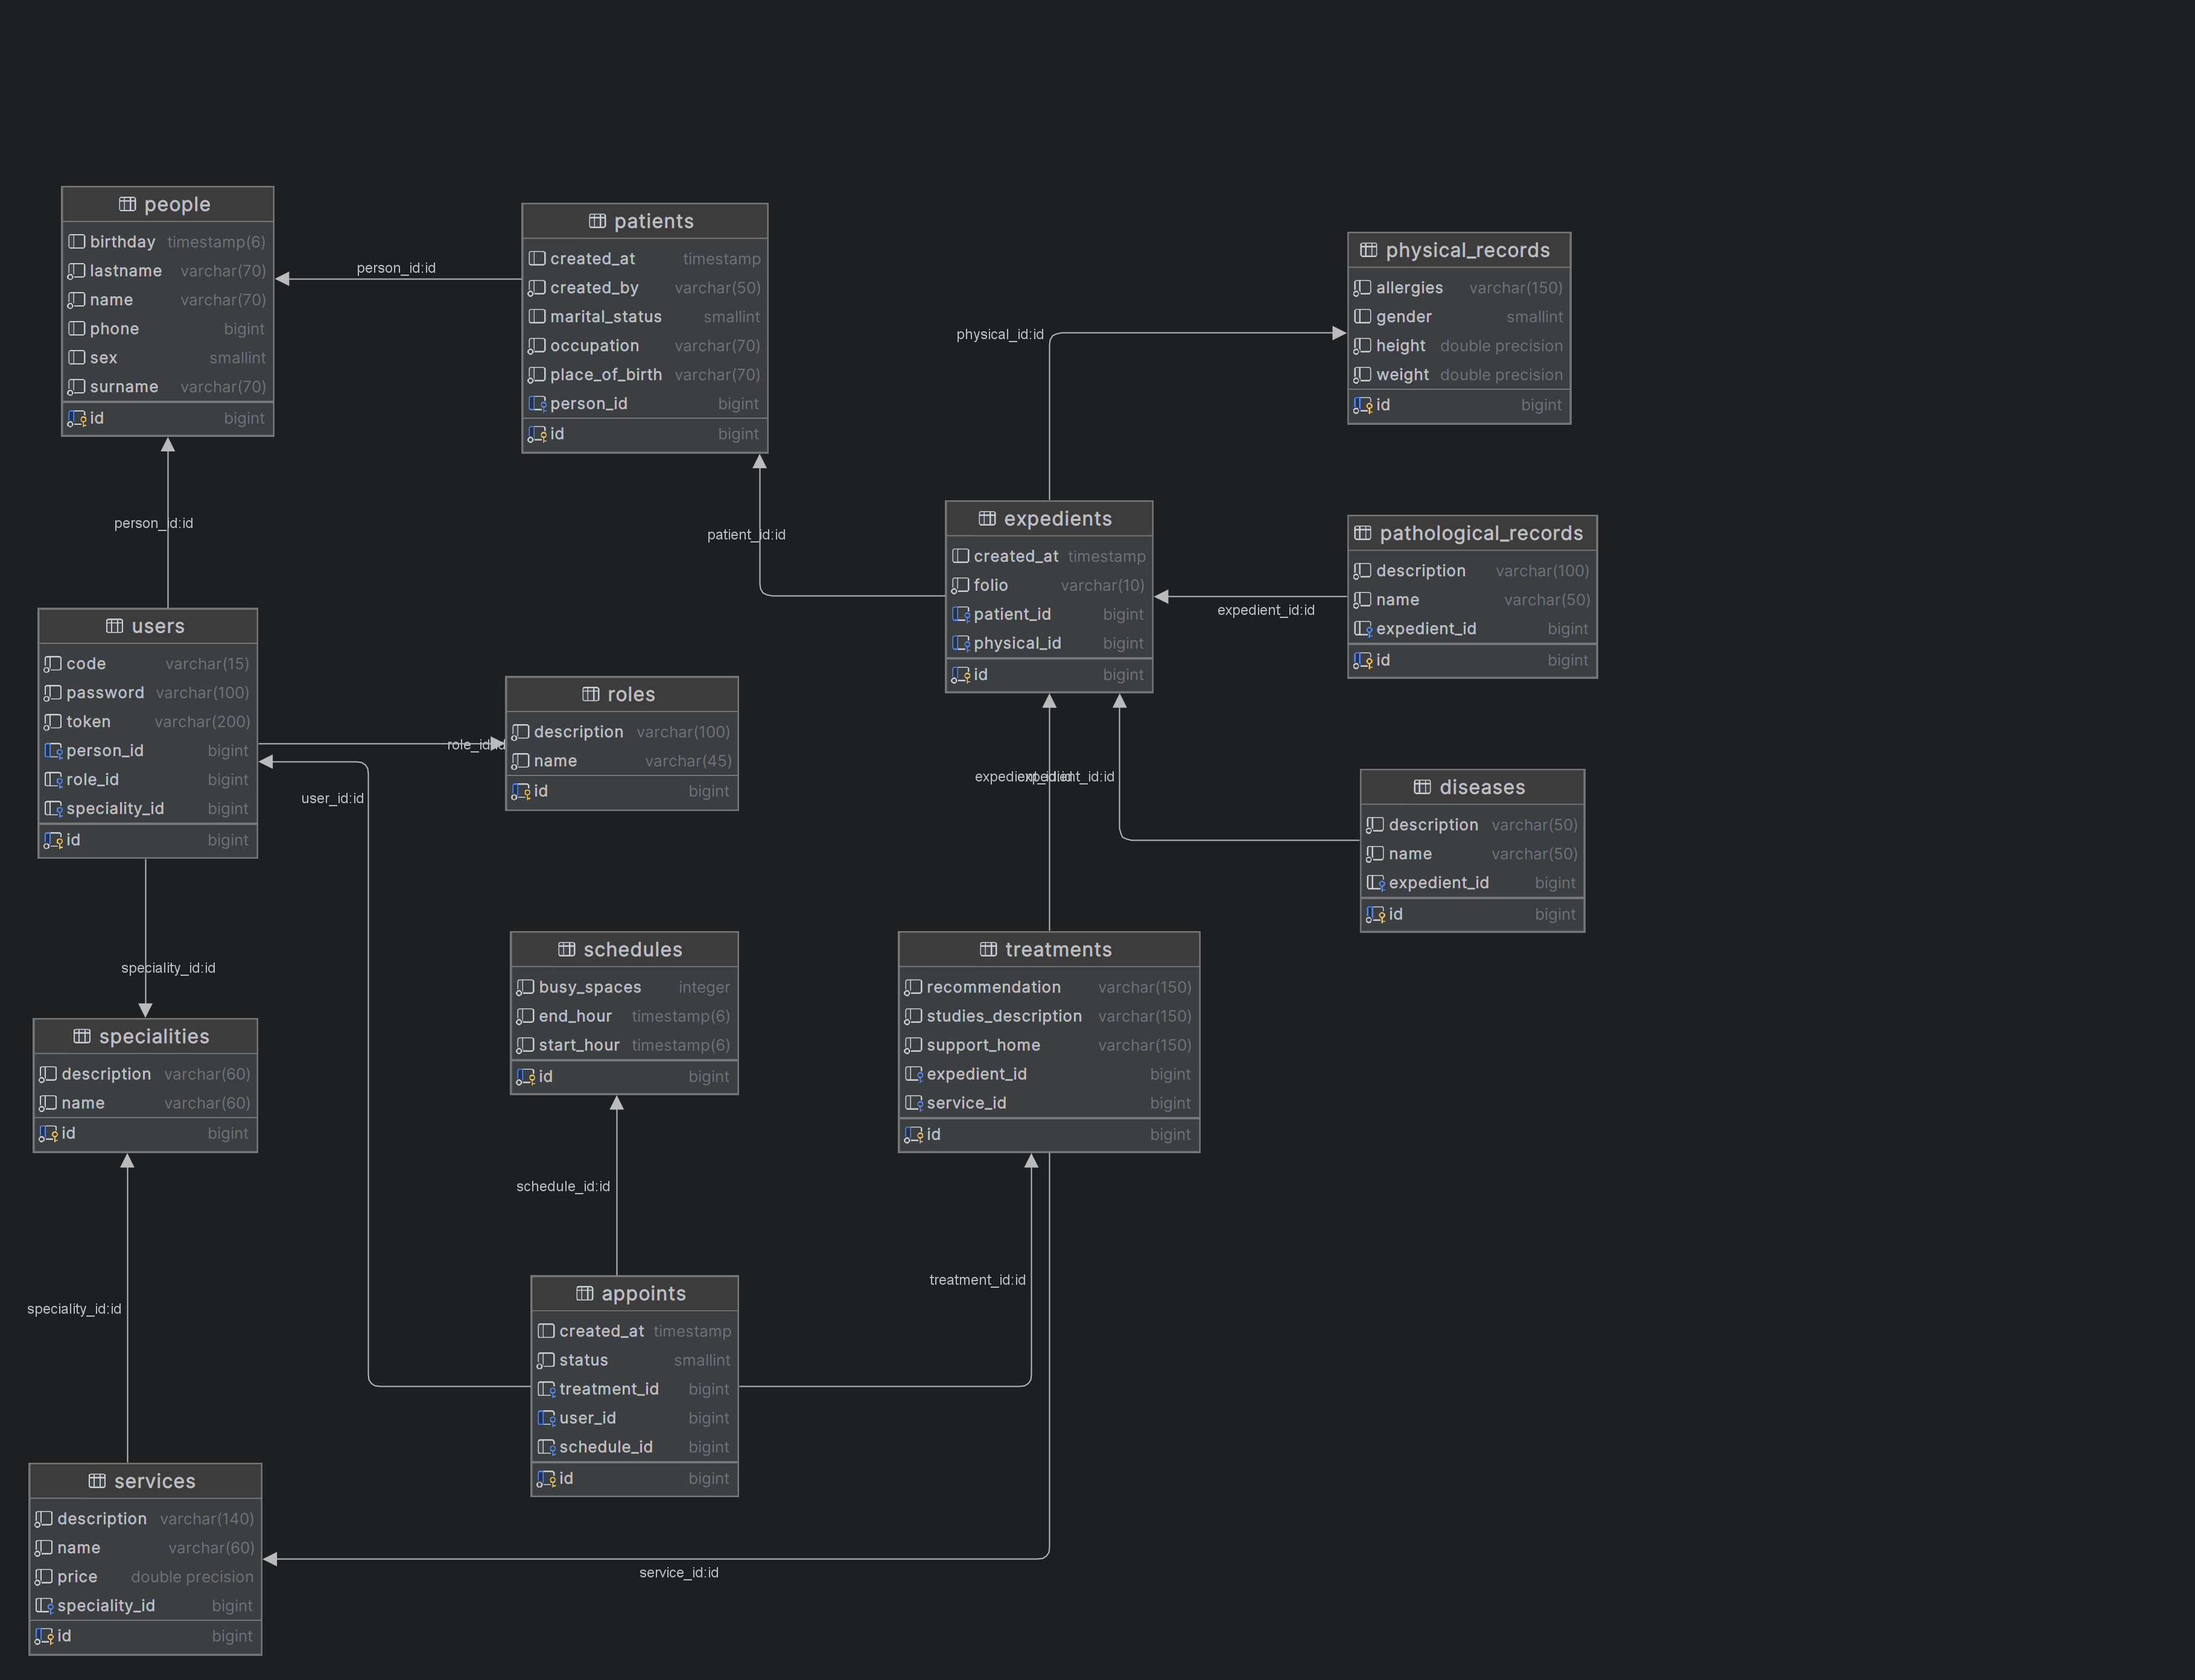 people
birthday timestamp(6)
lastname varchar(70)
name varchar(70)
phone bigint
sex smallint
surname varchar(70)
id bigint
person_id:id
patients
created_at timestamp
created_by varchar(50)
marital_status smallint
occupation varchar(70)
place_of_birth varchar(70)
person_id bigint
id bigint
physical_records
allergies varchar(150)
gender smallint
height double precision
weight double precision
id bigint
physical_id:id
person_id:id
patient_id:id
expedients
created_at timestamp
folio varchar(10)
patient_id bigint
physical_id bigint
id bigint
pathological_records
description varchar(100)
name varchar(50)
expedient_id bigint
id bigint
expedient_id:id
users
code varchar(15)
password varchar(100)
token varchar(200)
person_id bigint
role_id bigint
speciality_id bigint
id bigint
role_id:id
roles
description varchar(100)
name varchar(45)
id bigint
user_id:id
expedient_id:id
expedient_id:id
diseases
description varchar(50)
name varchar(50)
expedient_id bigint
id bigint
speciality_id:id
schedules
busy_spaces integer
end_hour timestamp(6)
start_hour timestamp(6)
id bigint
treatments
recommendation varchar(150)
studies_description varchar(150)
support_home varchar(150)
expedient_id bigint
service_id bigint
id bigint
specialities
description varchar(60)
name varchar(60)
id bigint
schedule_id:id
treatment_id:id
speciality_id:id
appoints
created_at timestamp
status smallint
treatment_id bigint
user_id bigint
schedule_id bigint
id bigint
services
description varchar(140)
name varchar(60)
price double precision
speciality_id bigint
id bigint
service_id:id